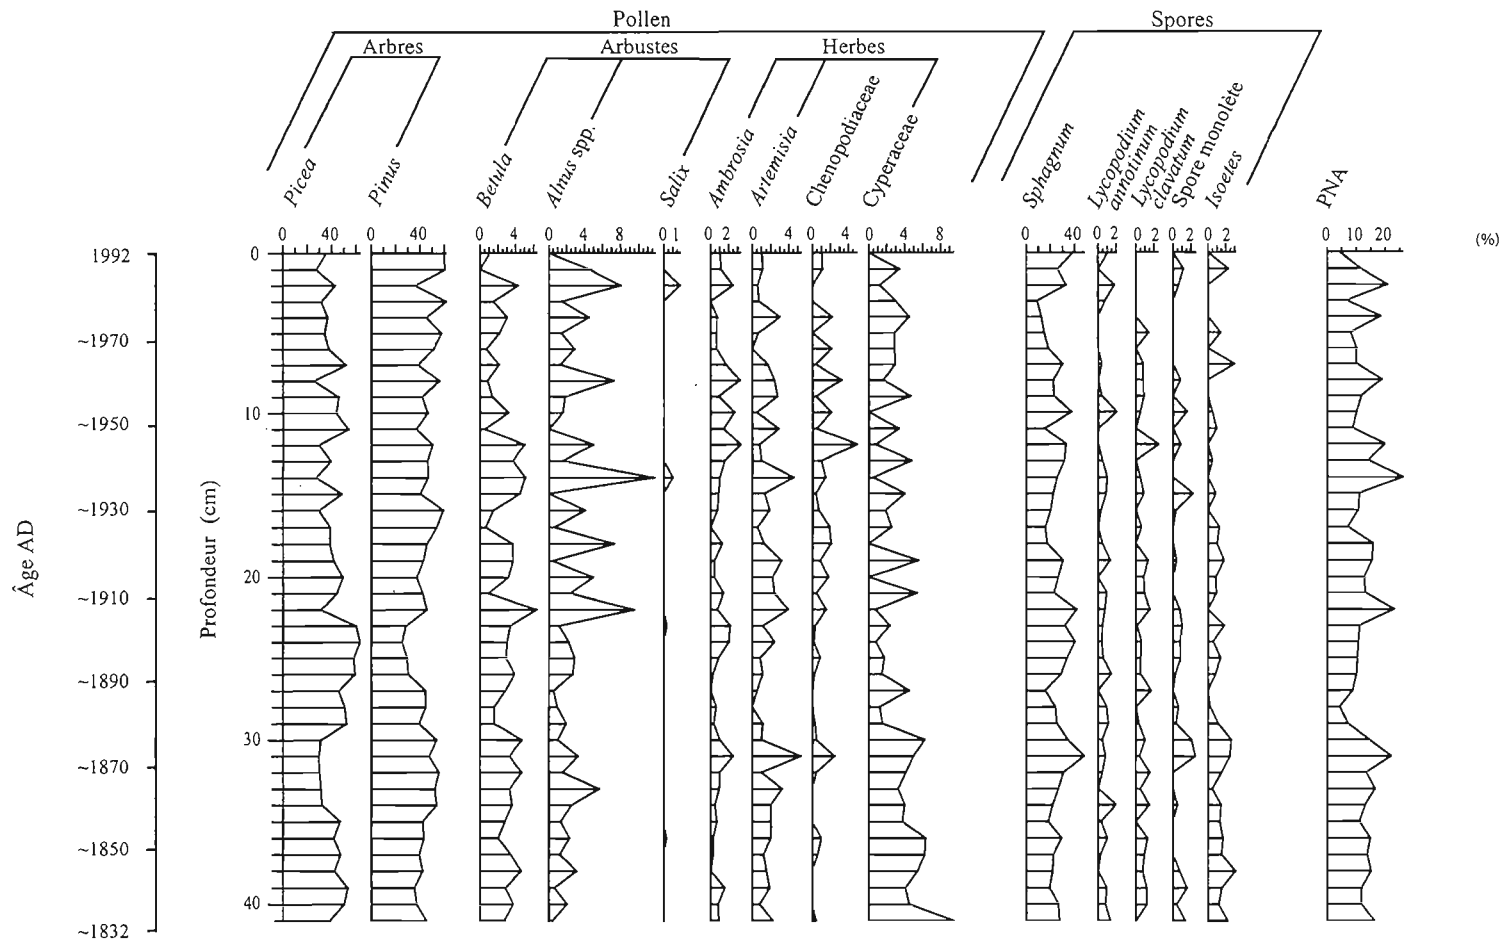 Pollen
Spores
Arbres
Arbustes
Herbes
Picea
Pinus
Betula
Alnus spp.
Salix
Ambrosia
Artemisia
Chenopodiaceae
Cyperaceae
Sphagnum
Lycopodium
annotinum
Lycopodium
clavatum
Spore monolète
Isoetes
PNA
0 40 0 40 0 4 0 4 8 0 1 0 2 0 2 4 0 2 4 0 4 8 0 20 40 0 2 0 2 0 2 0 2 0 10 20 (%)
Âge AD
1992
~1970
~1950
~1930
~1910
~1890
~1870
~1850
~1832
Profondeur (cm)
0
10
20
30
40